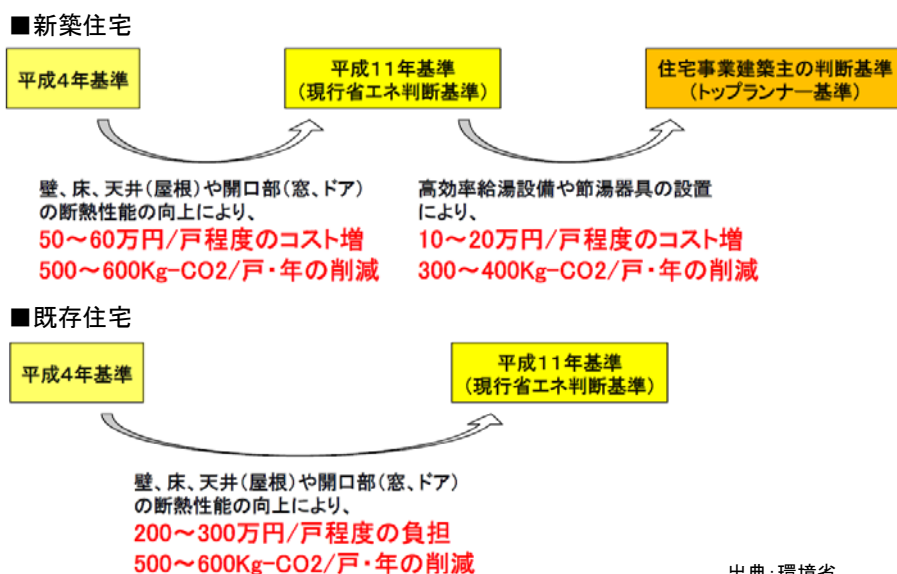 ■新築住宅
平成4年基準
平成11年基準
(現行省エネ判断基準)
住宅事業建築主の判断基準
(トップランナー基準)
壁、床、天井(屋根)や開口部(窓、ドア)
の断熱性能の向上により、
50～60万円/戸程度のコスト増
500～600Kg-CO2/戸・年の削減
高効率給湯設備や節湯器具の設置
により、
10～20万円/戸程度のコスト増
300～400Kg-CO2/戸・年の削減
■既存住宅
平成4年基準
平成11年基準
(現行省エネ判断基準)
壁、床、天井(屋根)や開口部(窓、ドア)
の断熱性能の向上により、
200～300万円/戸程度の負担
500～600Kg-CO2/戸・年の削減
出典:環境省